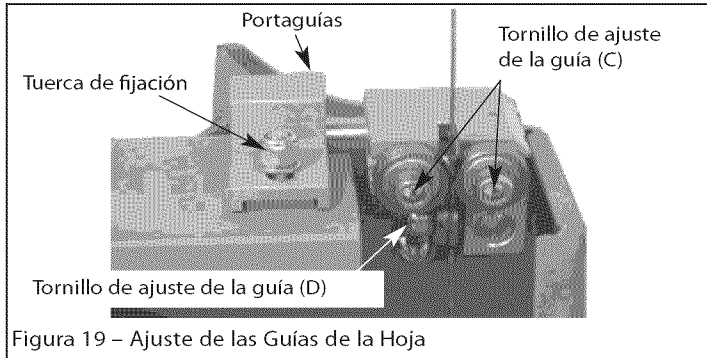 Portaguías
Tornillo de ajuste
de la guía (C)
Tuerca de fijación
Tornillo de ajuste de la guía (D)
Figura 19 – Ajuste de las Guías de la Hoja